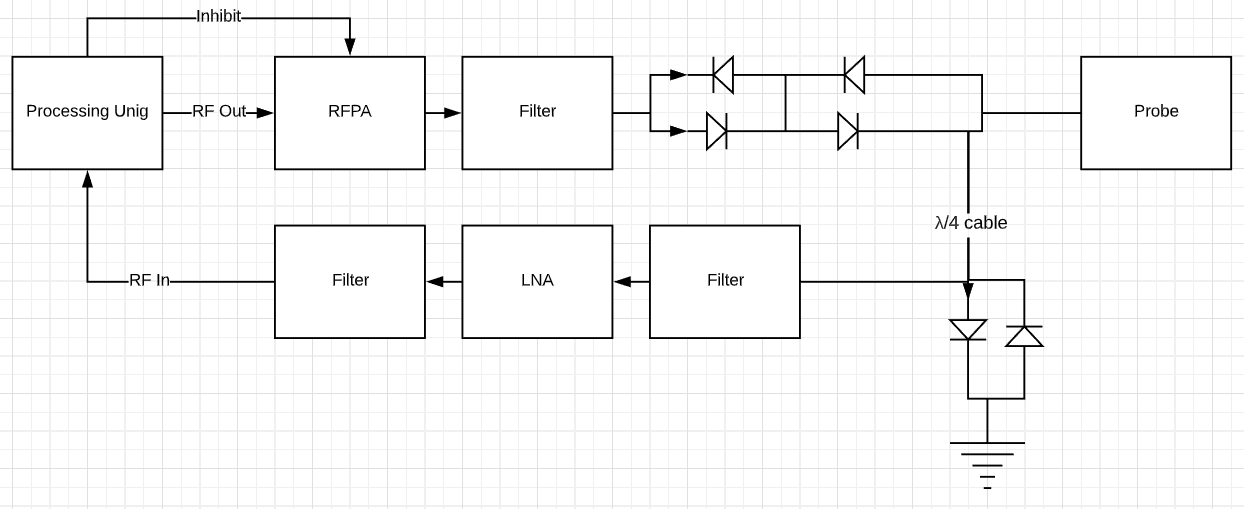 Inhibit
Processing Unig
RF Out
RFPA
Filter
Probe
λ/4 cable
RF In
Filter
LNA
Filter